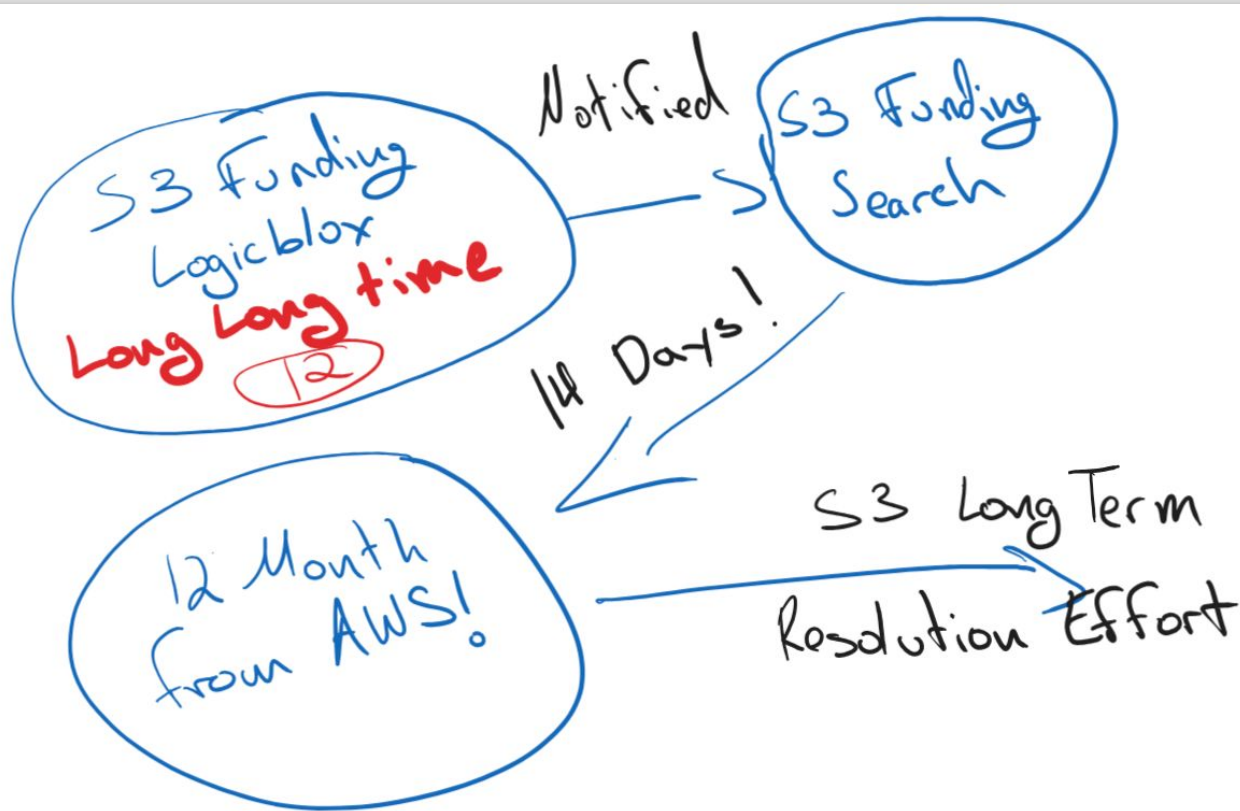 S3 Funding
Logicblox
Long Long time
12
Notified
S3 Funding
Search
14 Days!
12 Month
from AWS!
S3 Long Term
Resolution Effort